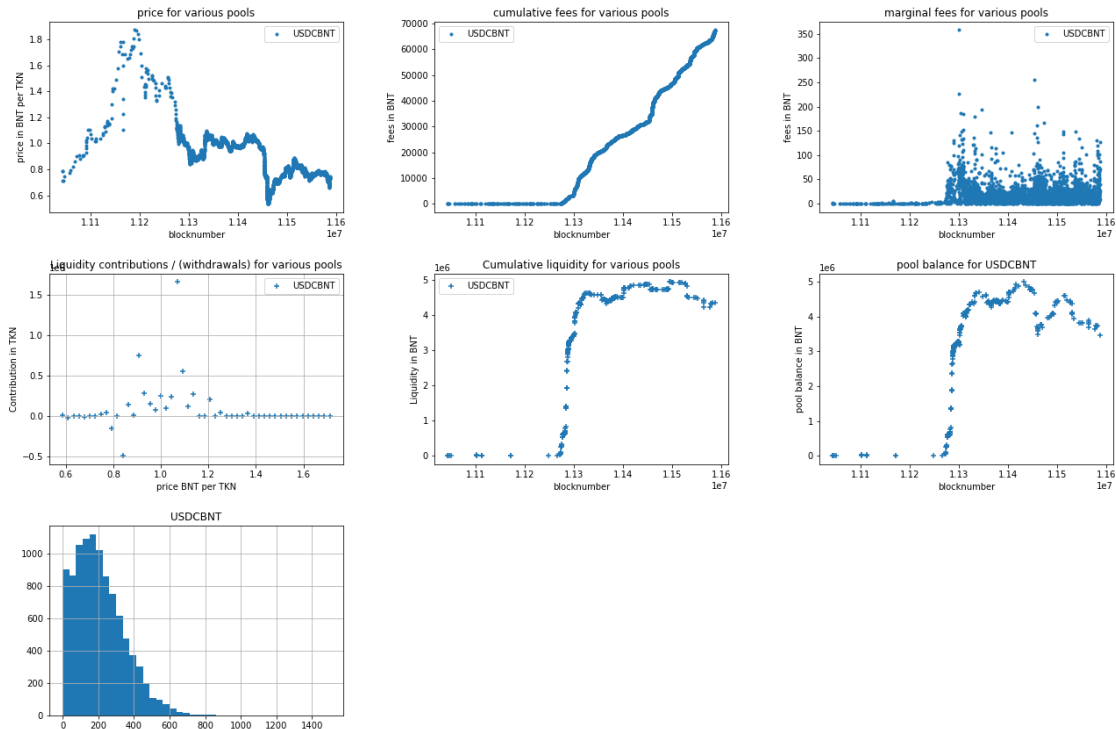 price for various pools
USDCBNT
price in BNT per TKN
1.8
1.6
1.4
1.2
1.0
0.8
0.6
1.11 1.12 1.13 1.14 1.15 1.16
1e7
blocknumber
cumulative fees for various pools
USDCBNT
fees in BNT
70000
60000
50000
40000
30000
20000
10000
0
1.11 1.12 1.13 1.14 1.15 1.16
1e7
blocknumber
marginal fees for various pools
USDCBNT
fees in BNT
350
300
250
200
150
100
50
0
1.11 1.12 1.13 1.14 1.15 1.16
1e7
blocknumber
Liquidity contributions / (withdrawals) for various pools
USDCBNT
Contribution in TKN
1.5
1.0
0.5
0.0
−0.5
0.6 0.8 1.0 1.2 1.4 1.6
price BNT per TKN
Cumulative liquidity for various pools
1e6
USDCBNT
Liquidity in BNT
5
4
3
2
1
0
1.11 1.12 1.13 1.14 1.15 1.16
1e7
blocknumber
pool balance for USDCBNT
1e6
pool balance in BNT
5
4
3
2
1
0
1.11 1.12 1.13 1.14 1.15 1.16
1e7
blocknumber
USDCBNT
1000
800
600
400
200
0
0 200 400 600 800 1000 1200 1400